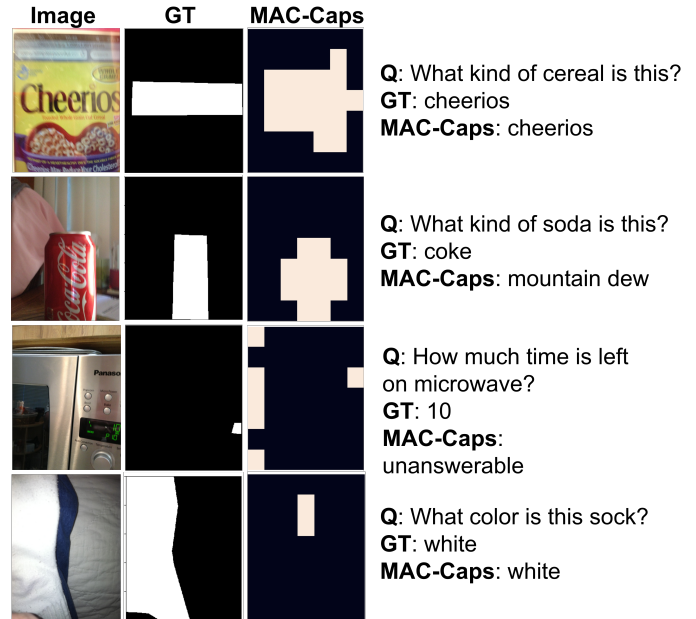 Image GT MAC-Caps
Cheerios
Q: What kind of cereal is this?
GT: cheerios
MAC-Caps: cheerios
Coca-Cola
Q: What kind of soda is this?
GT: coke
MAC-Caps: mountain dew
Panaso
Q: How much time is left
on microwave?
GT: 10
MAC-Caps:
unanswerable
Q: What color is this sock?
GT: white
MAC-Caps: white